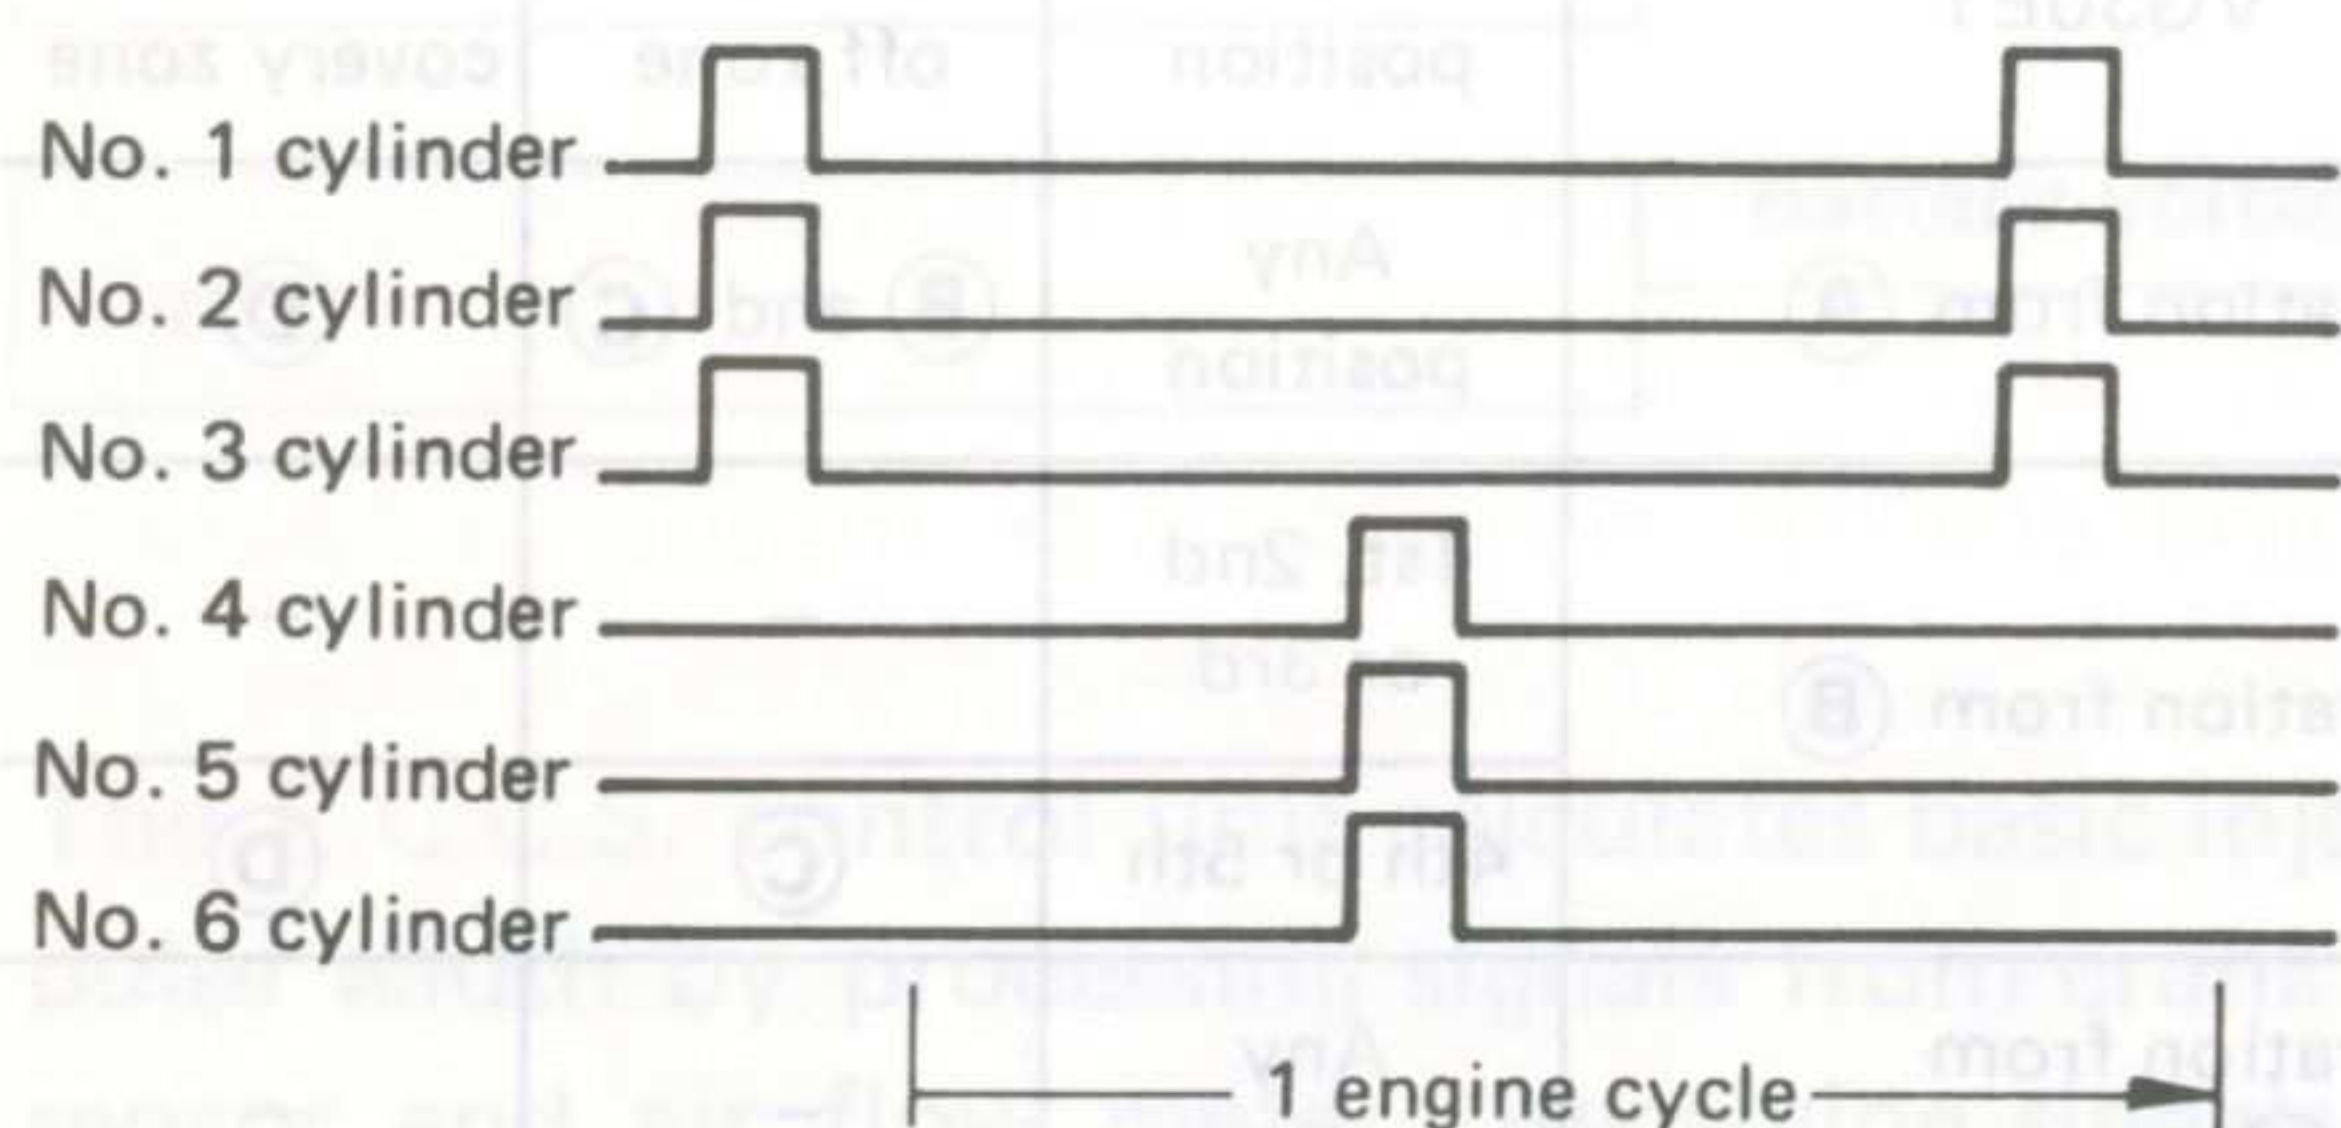 No. 1 cylinder
No. 2 cylinder
No. 3 cylinder
No. 4 cylinder
No. 5 cylinder
No. 6 cylinder
1 engine cycle